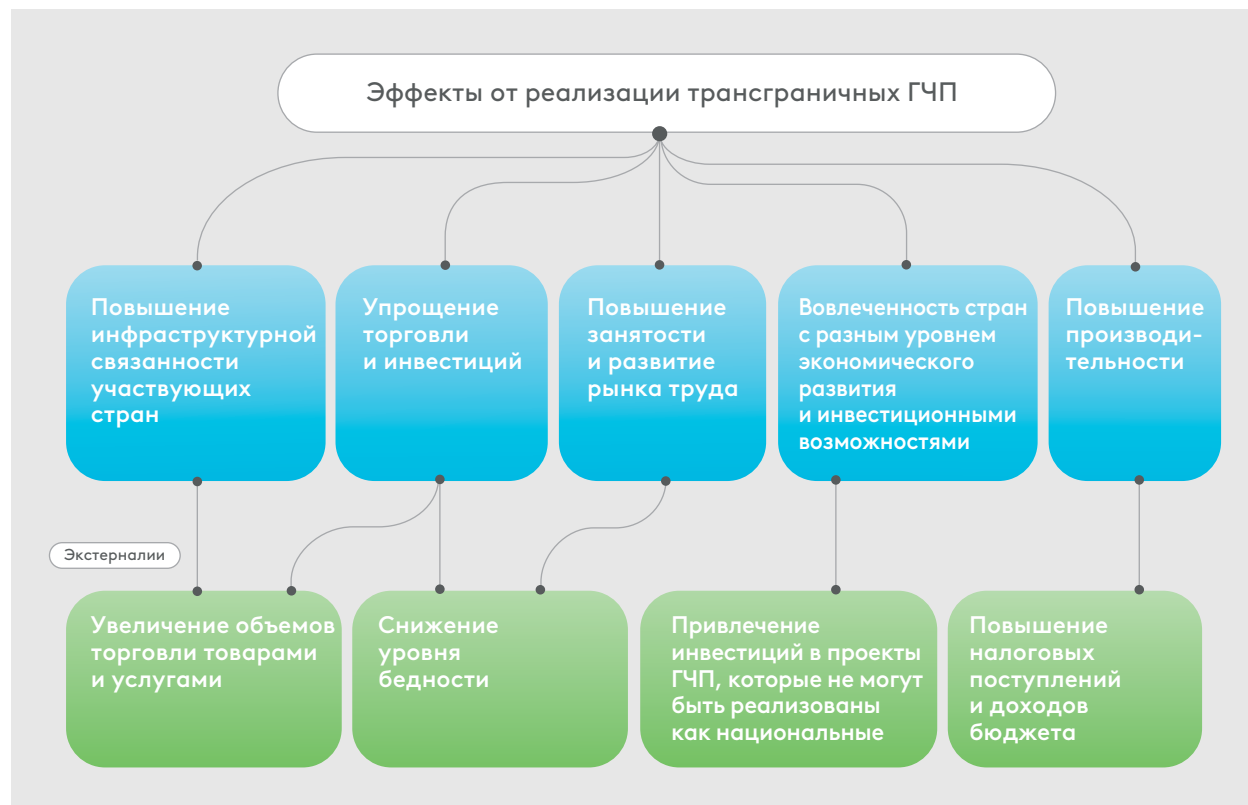 Эффекты от реализации трансграничных ГЧП
Повышение
инфраструктурной
связанности
участвующих
стран
Упрощение
торговли
и инвестиций
Повышение
занятости
и развитие
рынка труда
Вовлеченность стран
с разным уровнем
экономического
развития
и инвестиционными
возможностями
Повышение
производи-
тельности
Экстерналии
Увеличение объемов
торговли товарами
и услугами
Снижение
уровня
бедности
Привлечение
инвестиций в проекты
ГЧП, которые не могут
быть реализованы
как национальные
Повышение
налоговых
поступлений
и доходов
бюджета